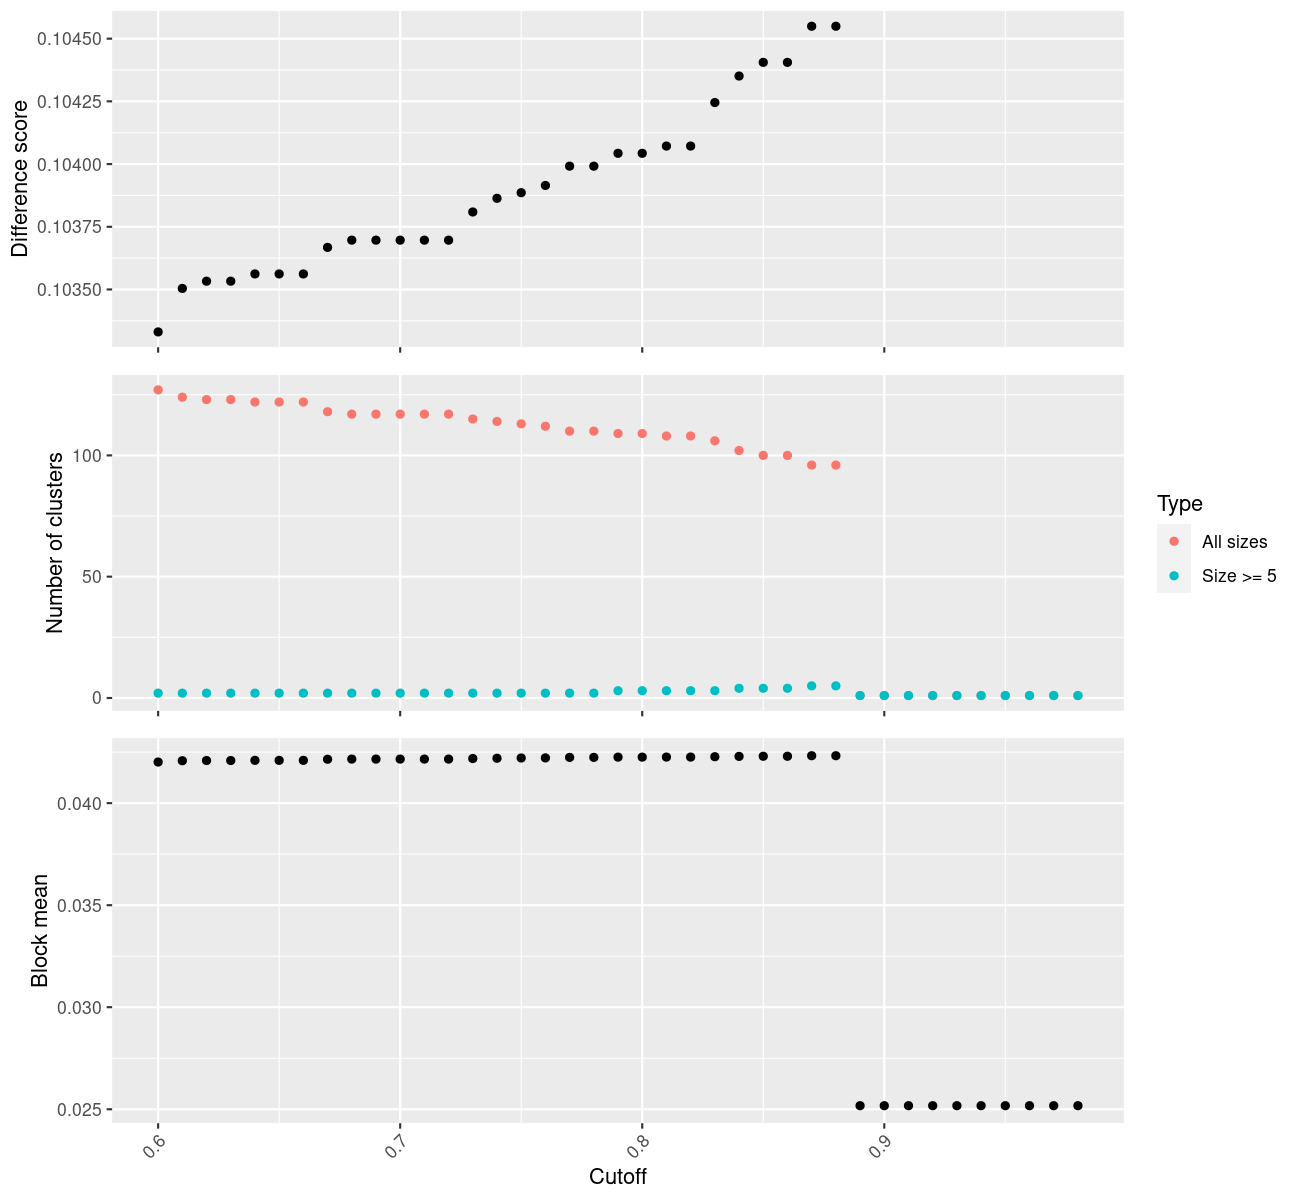 Difference score
0.10450
0.10425
0.10400
0.10375
0.10350
Number of clusters
100
50
0
Type
All sizes
Size >= 5
Block mean
0.040
0.035
0.030
0.025
0.6
0.7
0.8
0.9
Cutoff